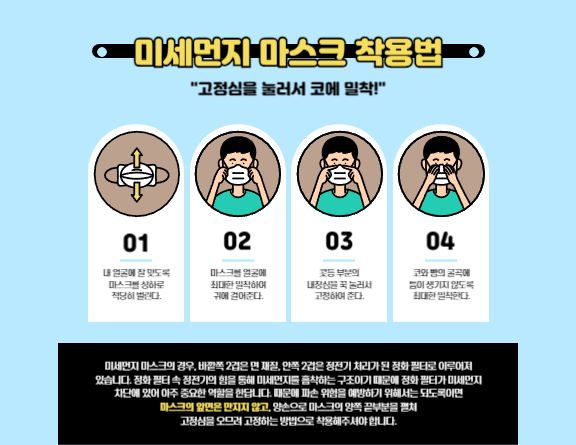 미세먼지 마스크 착용법
"고정심을 눌러서 코에 밀착!"
01
내 얼굴에 잘 맞도록
마스크를 상하로
적당히 벌린다.
02
마스크를 얼굴에
최대한 밀착하여
귀에 걸어준다.
03
콧등 부분의
내장심을 꾹 눌러서
고정하여 준다.
04
코와 뺨의 굴곡에
틈이 생기지 않도록
최대한 밀착한다.
미세먼지 마스크의 경우, 바깥쪽 2겹은 면 재질, 안쪽 2겹은 정전기 처리가 된 정화 필터로 이루어져
있습니다. 정화 필터 속 정전기의 힘을 통해 미세먼지를 흡착하는 구조이기 때문에 정화 필터가 미세먼지
차단에 있어 아주 중요한 역할을 한답니다. 때문에 파손 위험을 예방하기 위해서는 되도록이면
마스크의 앞면은 만지지 않고, 양손으로 마스크의 양쪽 끝부분을 펼쳐
고정심을 오므려 고정하는 방법으로 착용해주셔야 합니다.